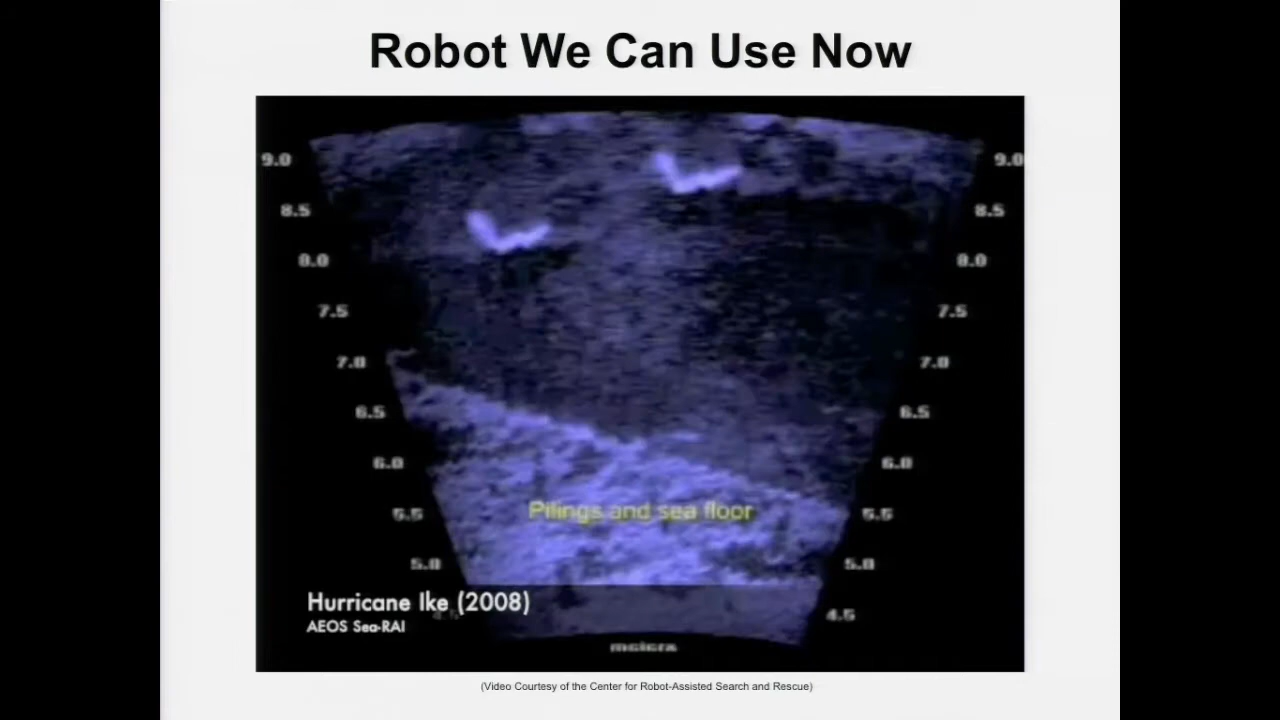 Robot We Can Use Now
9.0 9.0
8.5 8.5
8.0 8.0
7.5 7.5
7.0 7.0
6.5 6.5
6.0 6.0
5.5 5.5
Pilings and sea floor
5.0 5.0
Hurricane Ike (2008)
4.5
AEOS Sea-RAI
meters
(Video Courtesy of the Center for Robot-Assisted Search and Rescue)